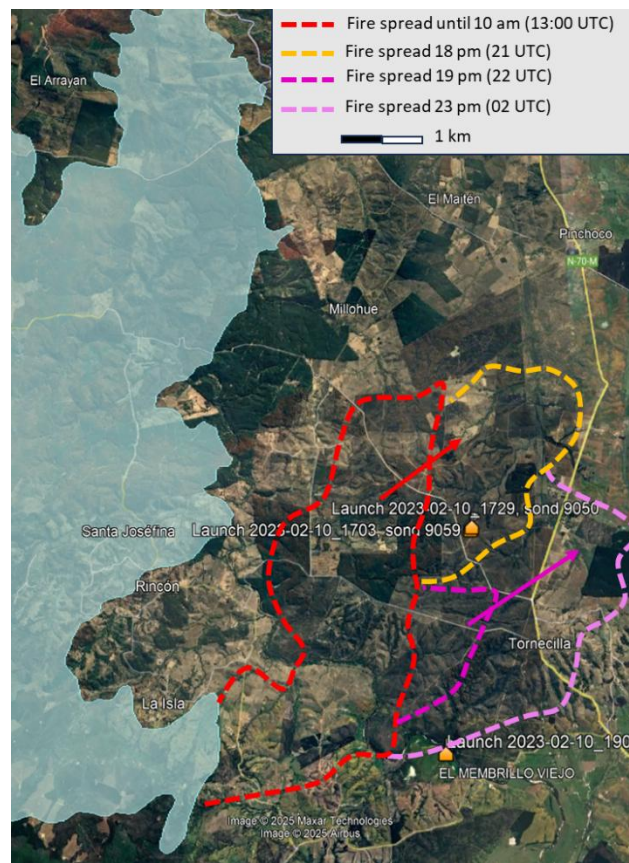 Fire spread until 10 am (13:00 UTC)
Fire spread 18 pm (21 UTC)
Fire spread 19 pm (22 UTC)
Fire spread 23 pm (02 UTC)
1 km
El Arrayan
El Maitén
Pinchoco
N-70-M
Millohue
Launch 2023-02-10_1729, sond 9050
Launch 2023-02-10_1703, sond 9059
Santa Joséfina
Rincón
Tornecilla
La Isla
Launch 2023-02-10_190
EL MEMBRILLO VIEJO
Image © 2025 Maxar Technologies
Image © 2025 Airbus